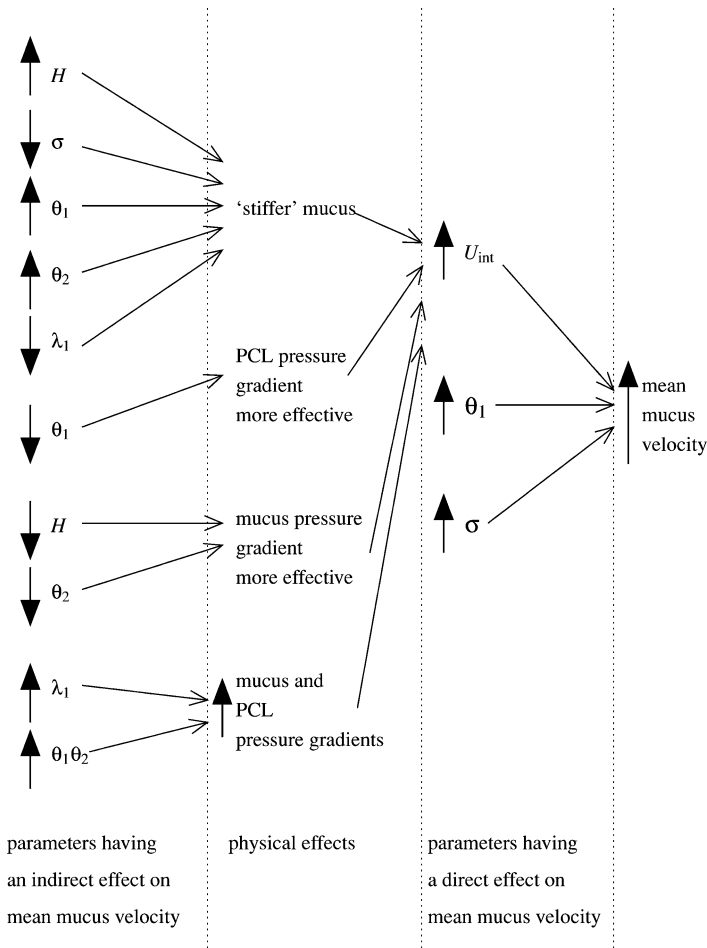 H
σ
θ₁
θ₂
λ₁
θ₁
H
θ₂
λ₁
θ₁θ₂
‘stiffer’ mucus
PCL pressure
gradient
more effective
mucus pressure
gradient
more effective
mucus and
PCL
pressure gradients
U_int
θ₁
σ
mean
mucus
velocity
parameters having
an indirect effect on
mean mucus velocity
physical effects
parameters having
a direct effect on
mean mucus velocity